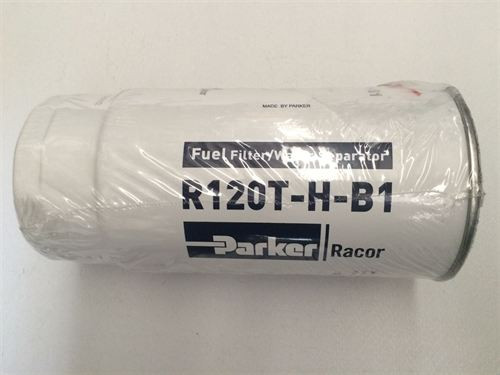 MADE BY PARKER
Fuel Filter/Water Separator
R120T-H-B1
Parker Racor